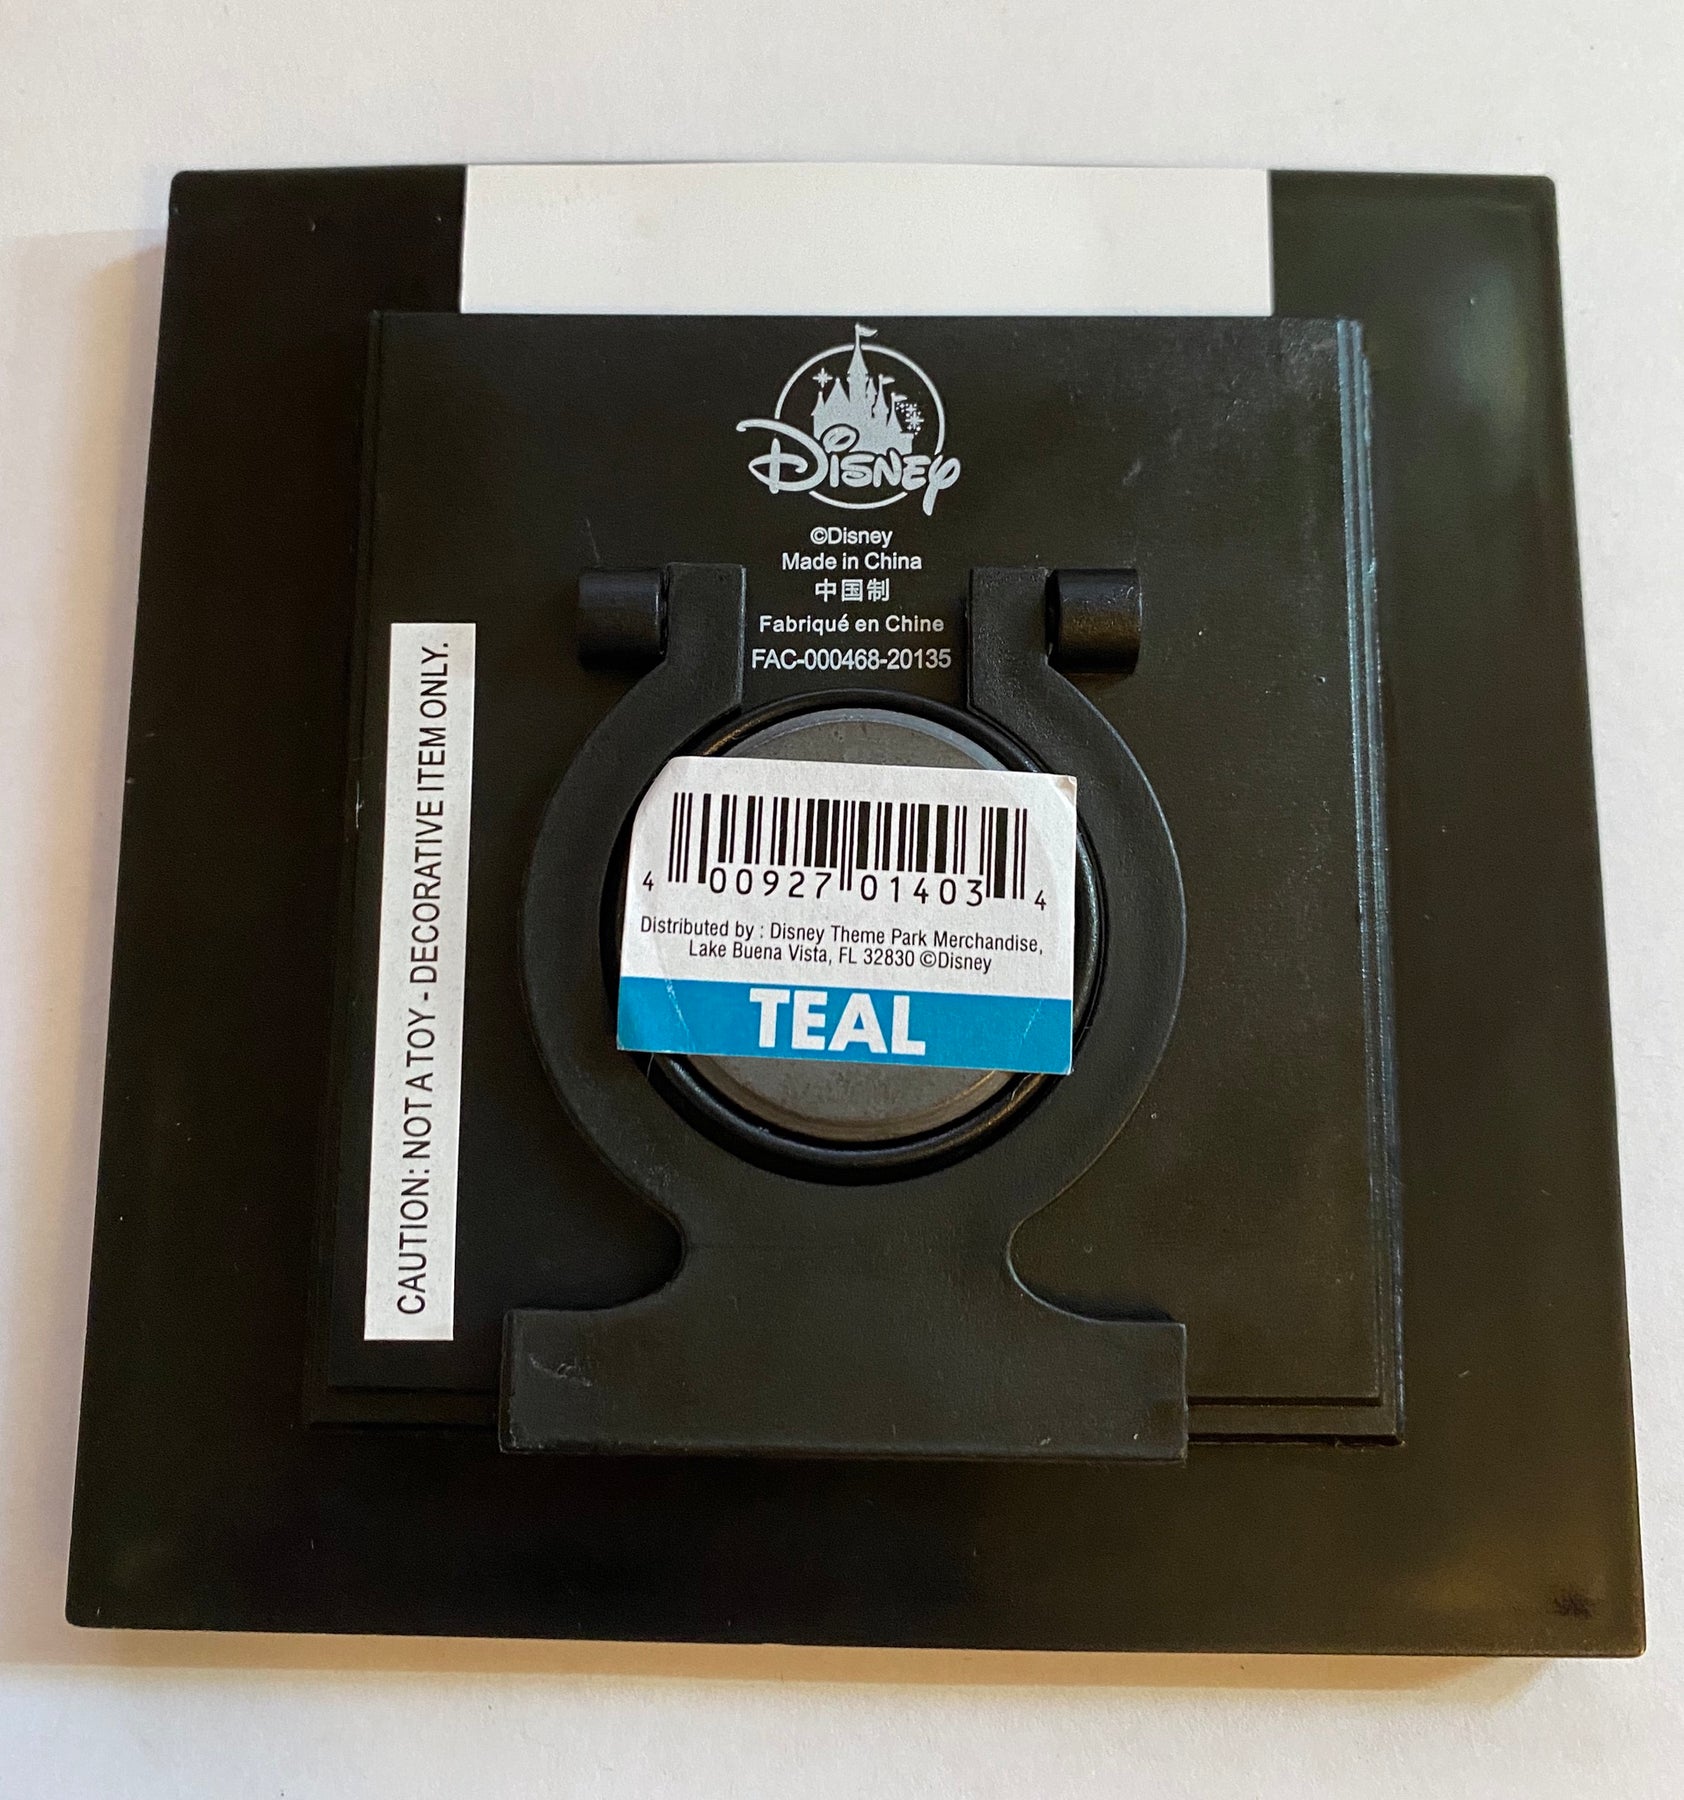 Disney
©Disney
Made in China
中国制
Fabriqué en Chine
FAC-000468-20135
CAUTION: NOT A TOY - DECORATIVE ITEM ONLY.
4 00927 01403 4
Distributed by : Disney Theme Park Merchandise,
Lake Buena Vista, FL 32830 ©Disney
TEAL